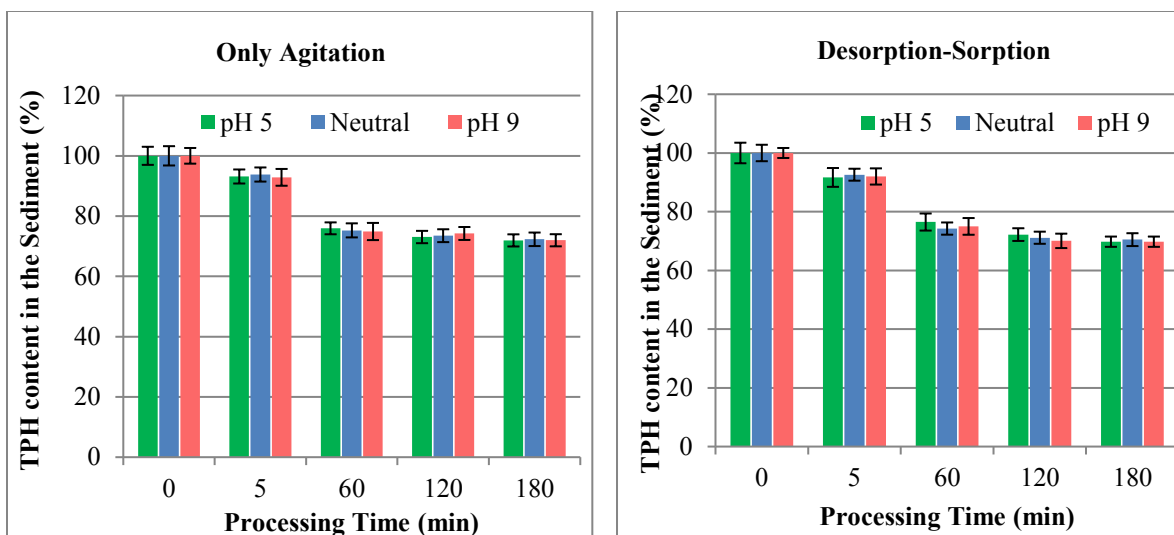 Only Agitation
TPH content in the Sediment (%)
120
100
80
60
40
20
0
pH 5 Neutral pH 9
0 5 60 120 180
Processing Time (min)
Desorption-Sorption
TPH content in the Sediment (%)
120
100
80
60
40
20
0
pH 5 Neutral pH 9
0 5 60 120 180
Processing Time (min)